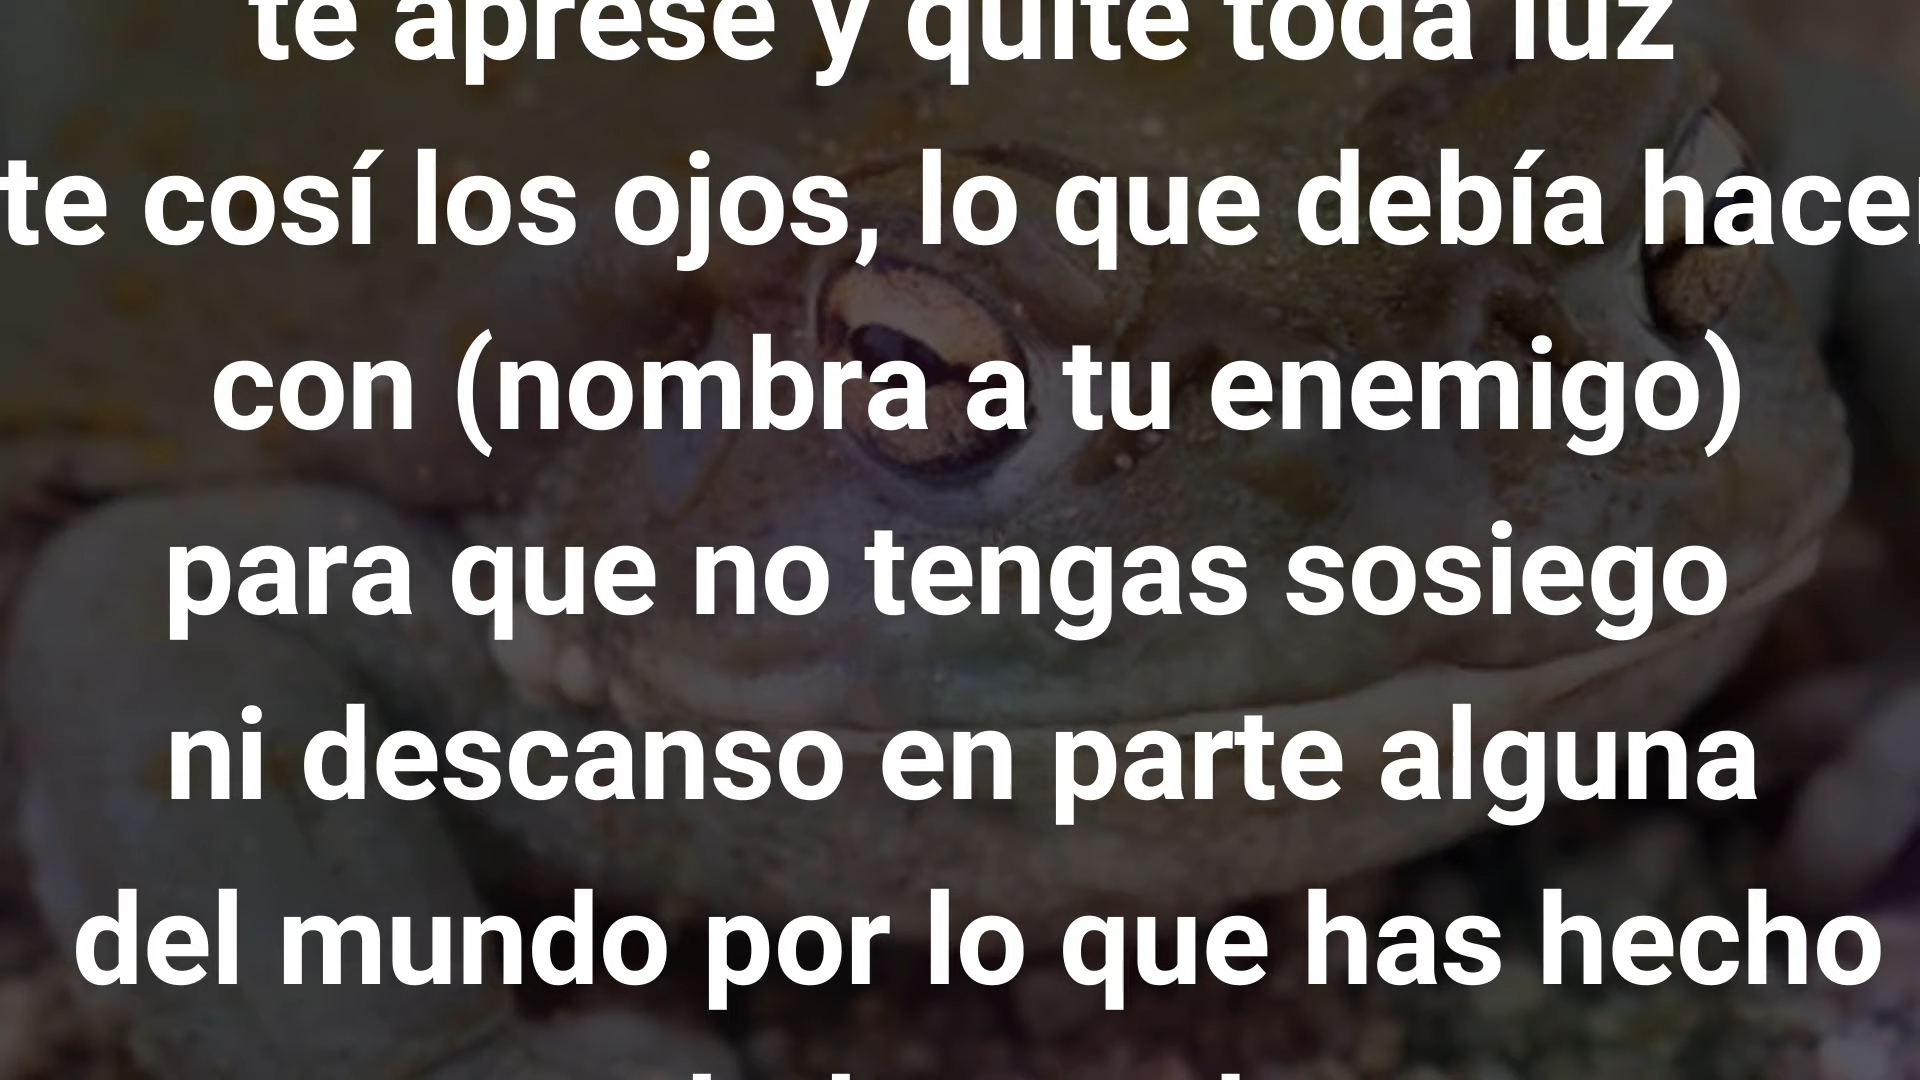 te aprese y quite toda luz
te cosí los ojos, lo que debía hacer
con (nombra a tu enemigo)
para que no tengas sosiego
ni descanso en parte alguna
del mundo por lo que has hecho